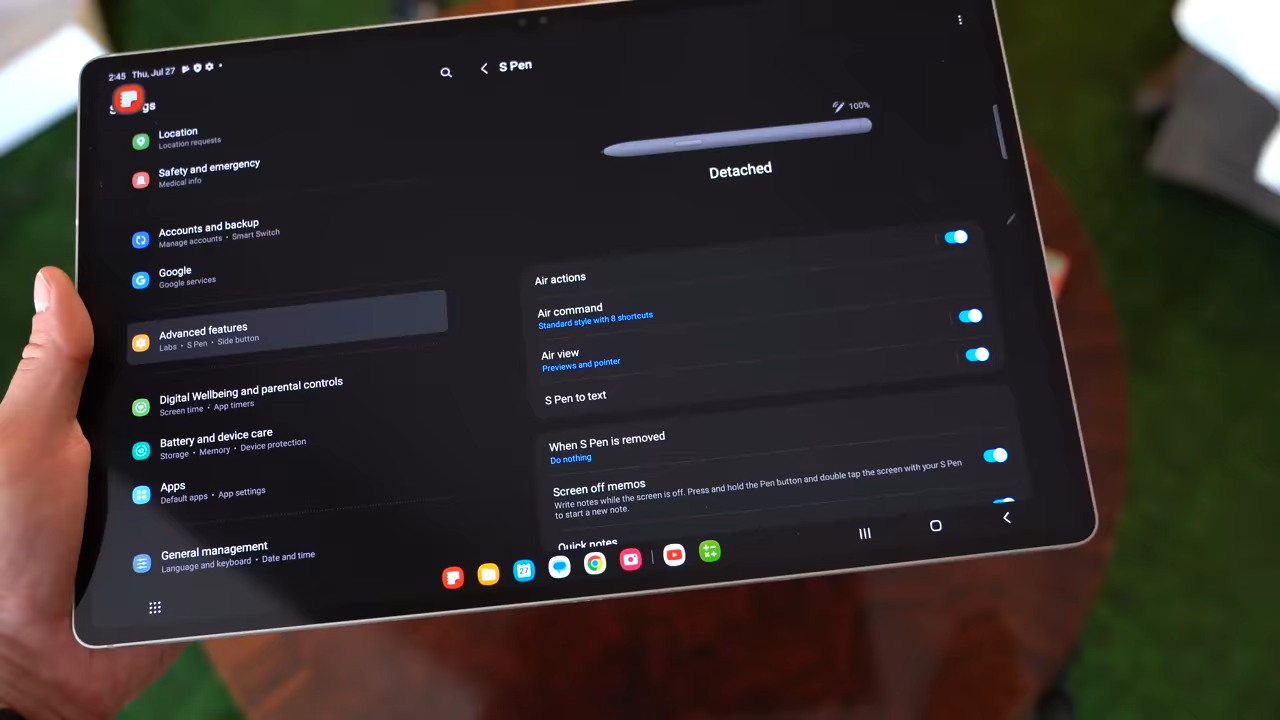 2:45 Thu, Jul 27
S Pen
Location
Location requests
Safety and emergency
Medical info
Accounts and backup
Manage accounts • Smart Switch
Google
Google services
Advanced features
Labs • S Pen • Side button
Digital Wellbeing and parental controls
Screen time • App timers
Battery and device care
Storage • Memory • Device protection
Apps
Default apps • App settings
General management
Language and keyboard • Date and time
100%
Detached
Air actions
Air command
Standard style with 8 shortcuts
Air view
Previews and pointer
S Pen to text
When S Pen is removed
Do nothing
Screen off memos
Write notes while the screen is off. Press and hold the Pen button and double tap the screen with your S Pen
to start a new note.
Quick notes
27